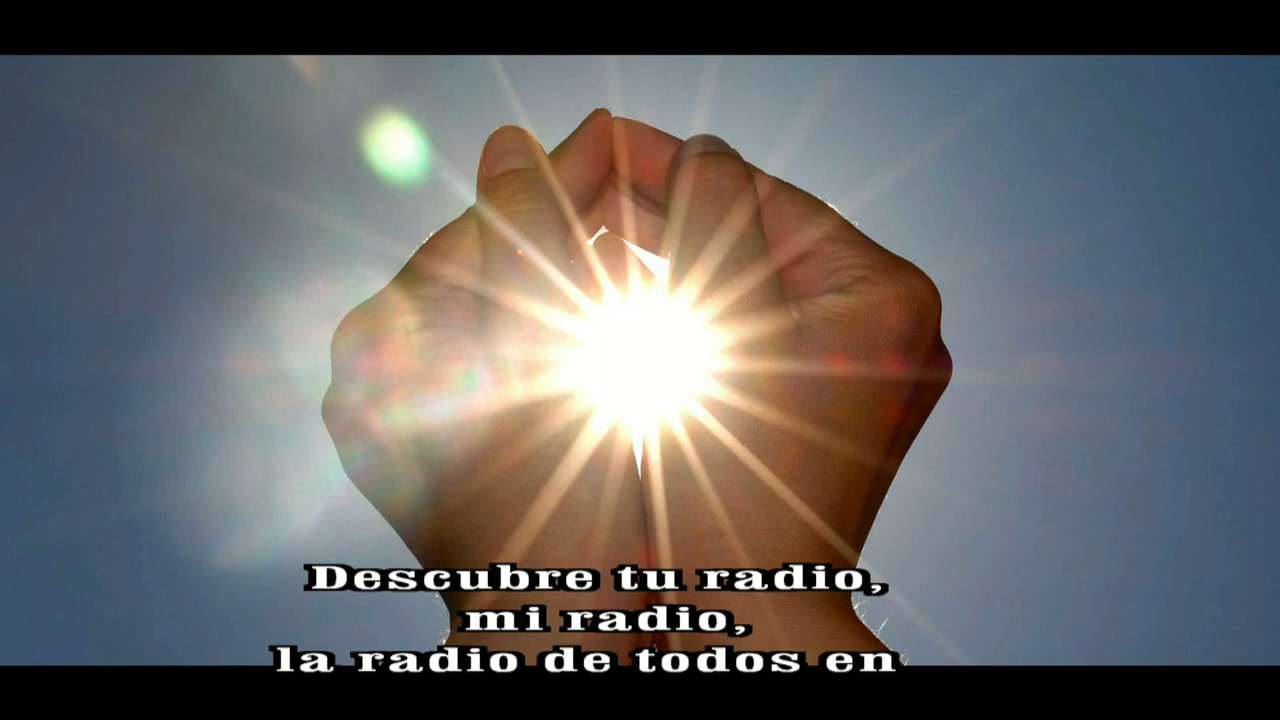 Descubre tu radio,
mi radio,
la radio de todos en